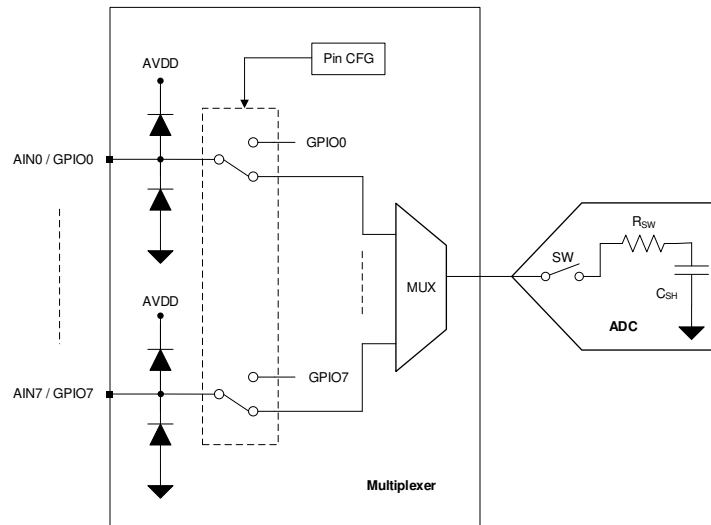 Pin CFG
AVDD
GPIO0
AIN0 / GPIO0
RSW
SW
MUX
CSH
ADC
AVDD
GPIO7
AIN7 / GPIO7
Multiplexer